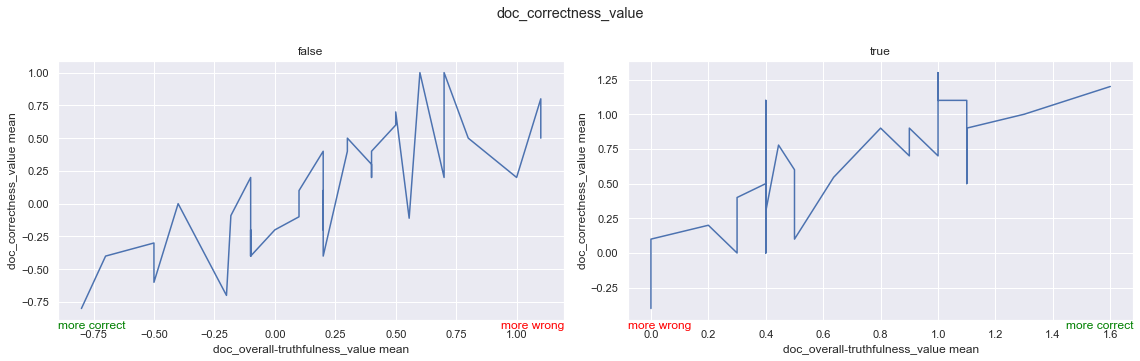 doc_correctness_value
false
doc_correctness_value mean
1.00
0.75
0.50
0.25
0.00
−0.25
−0.50
−0.75
more correct
more wrong
−0.75
−0.50
−0.25
0.00
0.25
0.50
0.75
1.00
doc_overall-truthfulness_value mean
true
doc_correctness_value mean
1.25
1.00
0.75
0.50
0.25
0.00
−0.25
more wrong
more correct
0.0
0.2
0.4
0.6
0.8
1.0
1.2
1.4
1.6
doc_overall-truthfulness_value mean